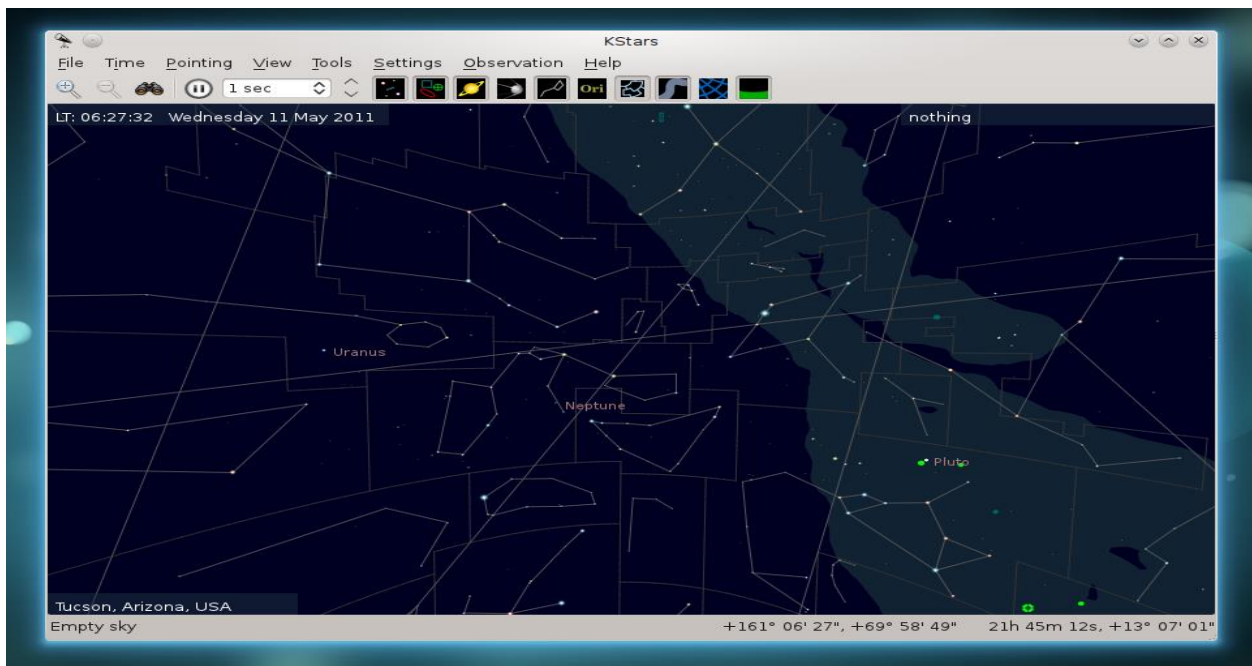 KStars
File Time Pointing View Tools Settings Observation Help
1 sec Ori
LT: 06:27:32 Wednesday 11 May 2011 nothing
Uranus
Neptune
Pluto
Tucson, Arizona, USA
Empty sky +161° 06' 27", +69° 58' 49" 21h 45m 12s, +13° 07' 01"